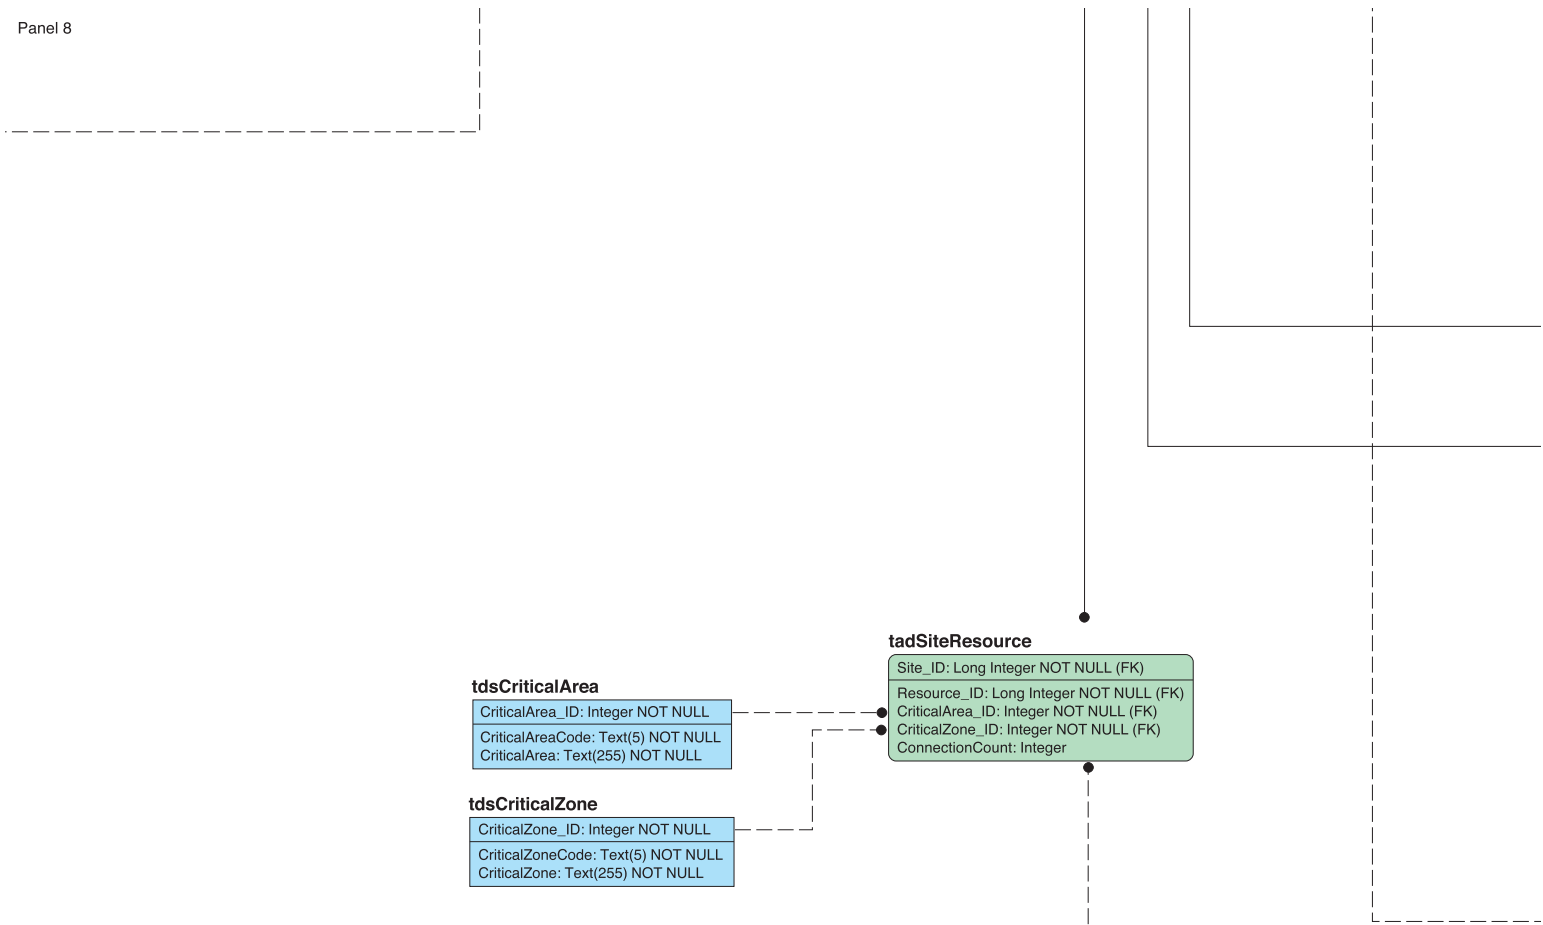 Panel 8
tadSiteResource
Site_ID: Long Integer NOT NULL (FK)
Resource_ID: Long Integer NOT NULL (FK)
CriticalArea_ID: Integer NOT NULL (FK)
CriticalZone_ID: Integer NOT NULL (FK)
ConnectionCount: Integer
tdsCriticalArea
CriticalArea_ID: Integer NOT NULL
CriticalAreaCode: Text(5) NOT NULL
CriticalArea: Text(255) NOT NULL
tdsCriticalZone
CriticalZone_ID: Integer NOT NULL
CriticalZoneCode: Text(5) NOT NULL
CriticalZone: Text(255) NOT NULL